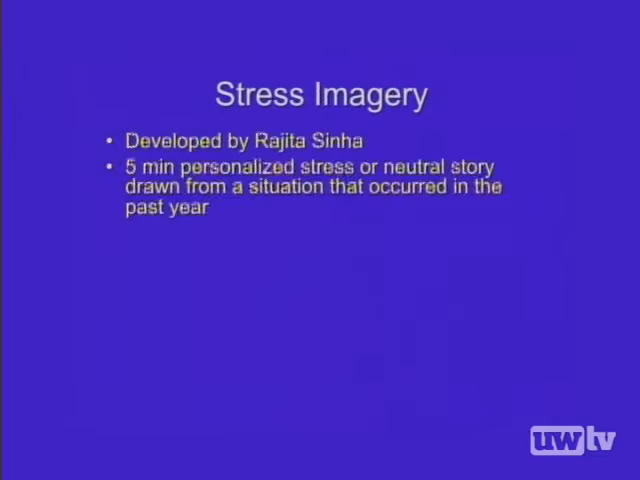 Stress Imagery
• Developed by Rajita Sinha
• 5 min personalized stress or neutral story
drawn from a situation that occurred in the
past year
uwtv